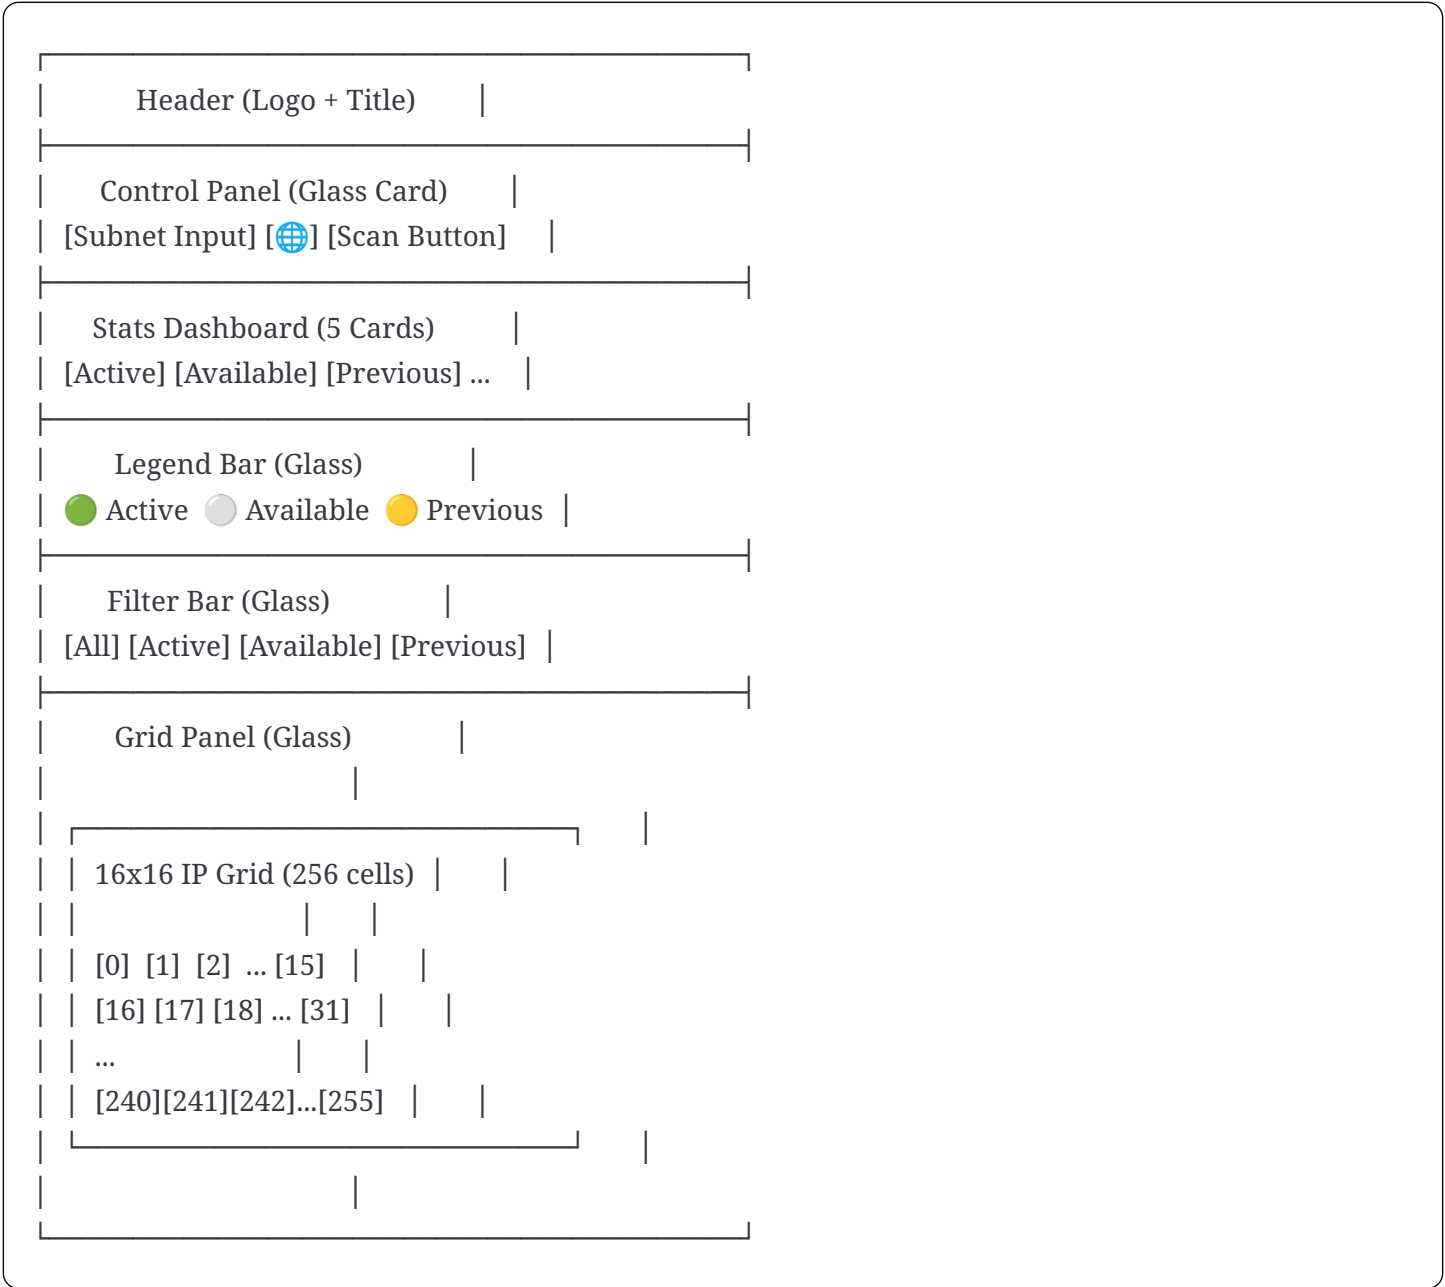 Header (Logo + Title)
Control Panel (Glass Card)
[Subnet Input] [🌐] [Scan Button]
Stats Dashboard (5 Cards)
[Active] [Available] [Previous] ...
Legend Bar (Glass)
🟢 Active ⚪ Available 🟡 Previous
Filter Bar (Glass)
[All] [Active] [Available] [Previous]
Grid Panel (Glass)
16x16 IP Grid (256 cells)
[0] [1] [2] ... [15]
[16] [17] [18] ... [31]
...
[240][241][242]...[255]